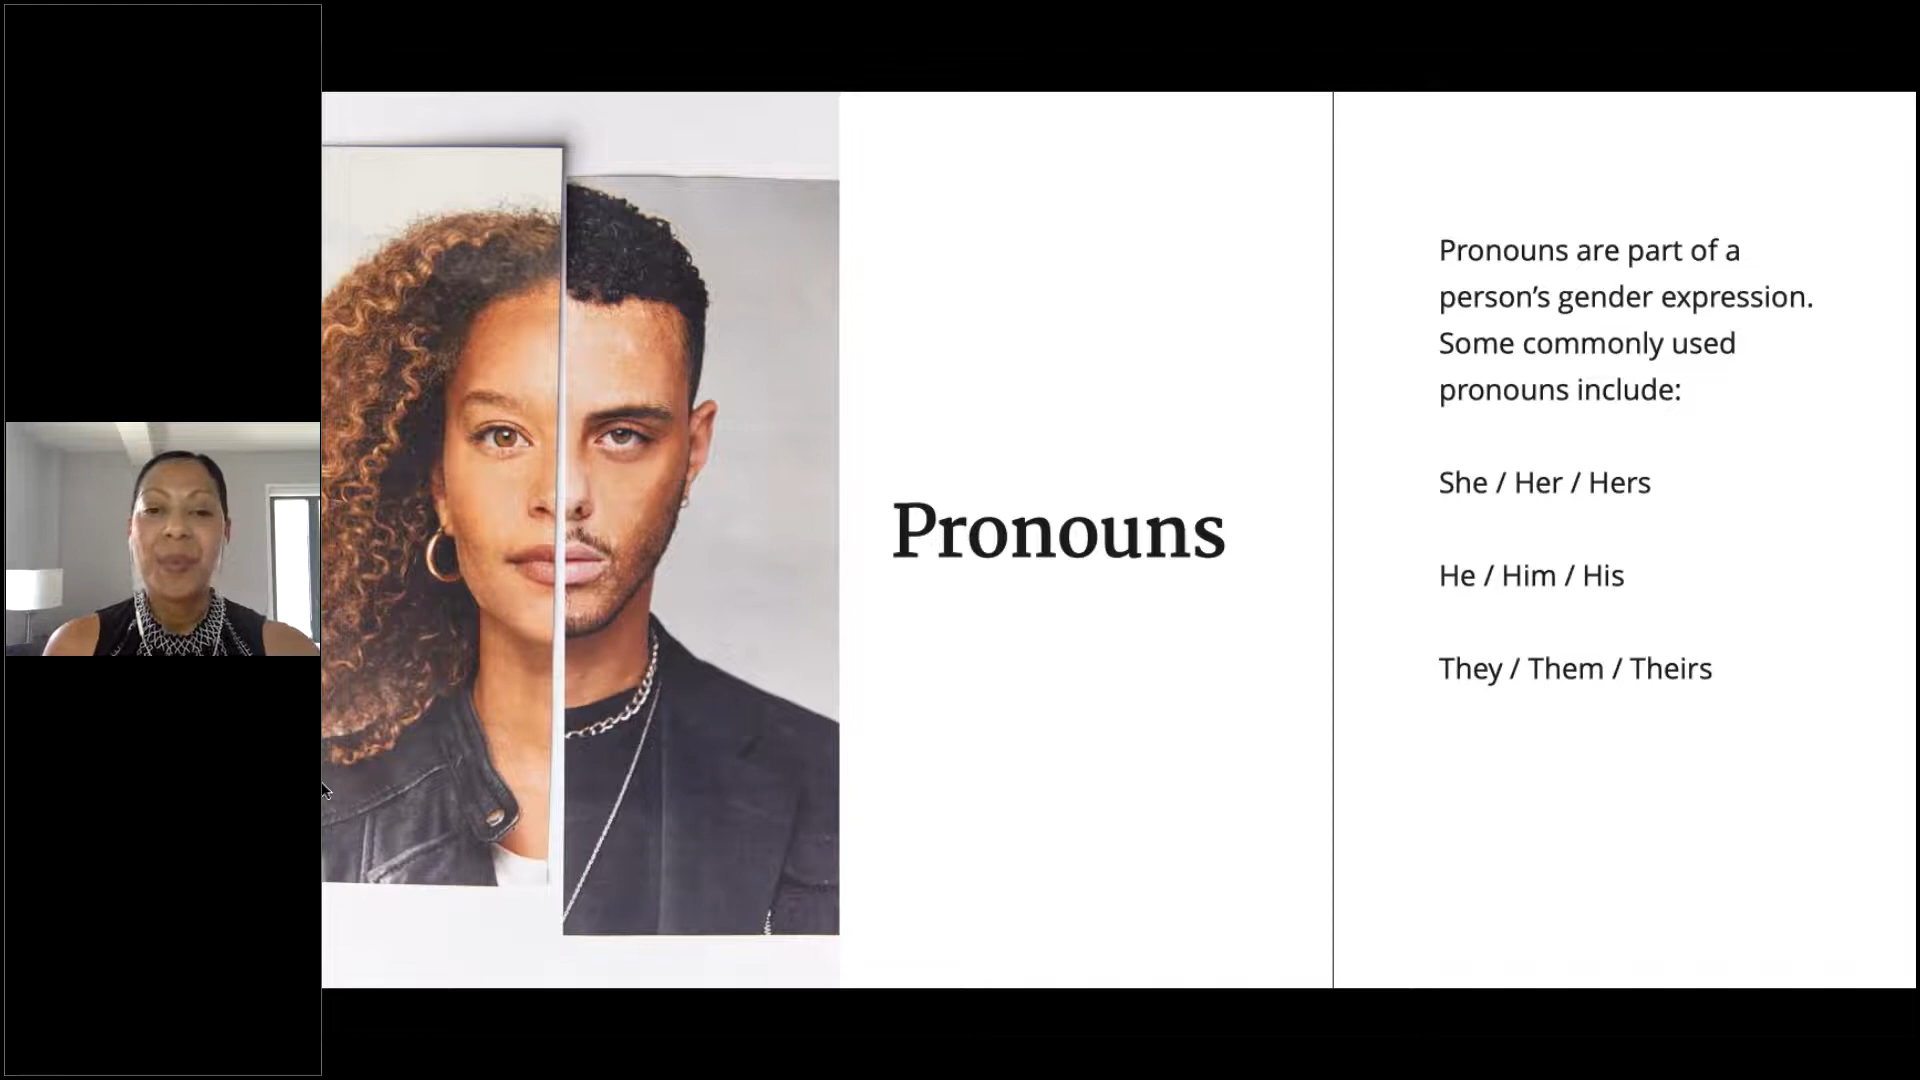 Pronouns
Pronouns are part of a
person’s gender expression.
Some commonly used
pronouns include:
She / Her / Hers
He / Him / His
They / Them / Theirs